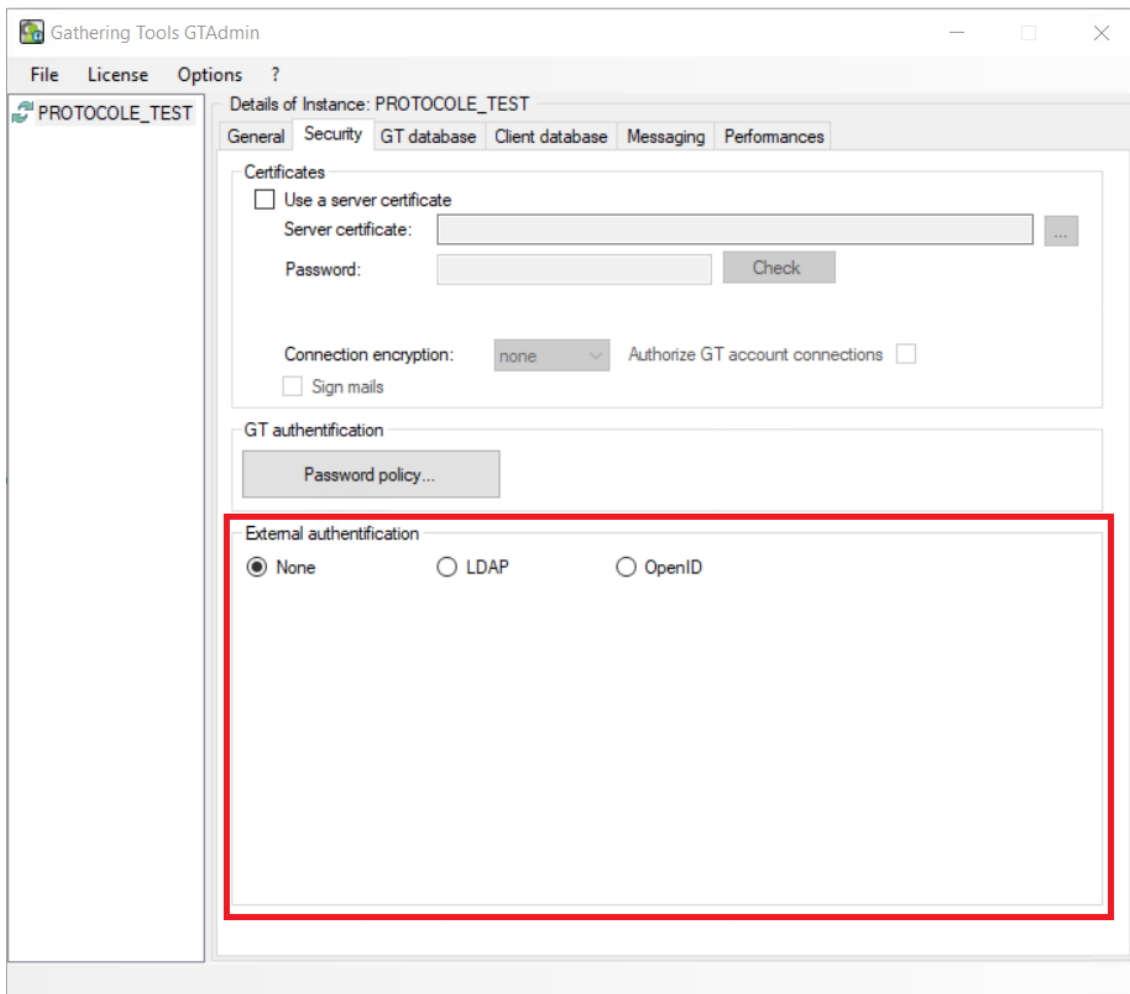 Gathering Tools GTAdmin
File License Options ?
PROTOCOLE_TEST
Details of Instance: PROTOCOLE_TEST
General Security GT database Client database Messaging Performances
Certificates
Use a server certificate
Server certificate: ...
Password: Check
Connection encryption: none Authorize GT account connections
Sign mails
GT authentification
Password policy...
External authentification
None LDAP OpenID